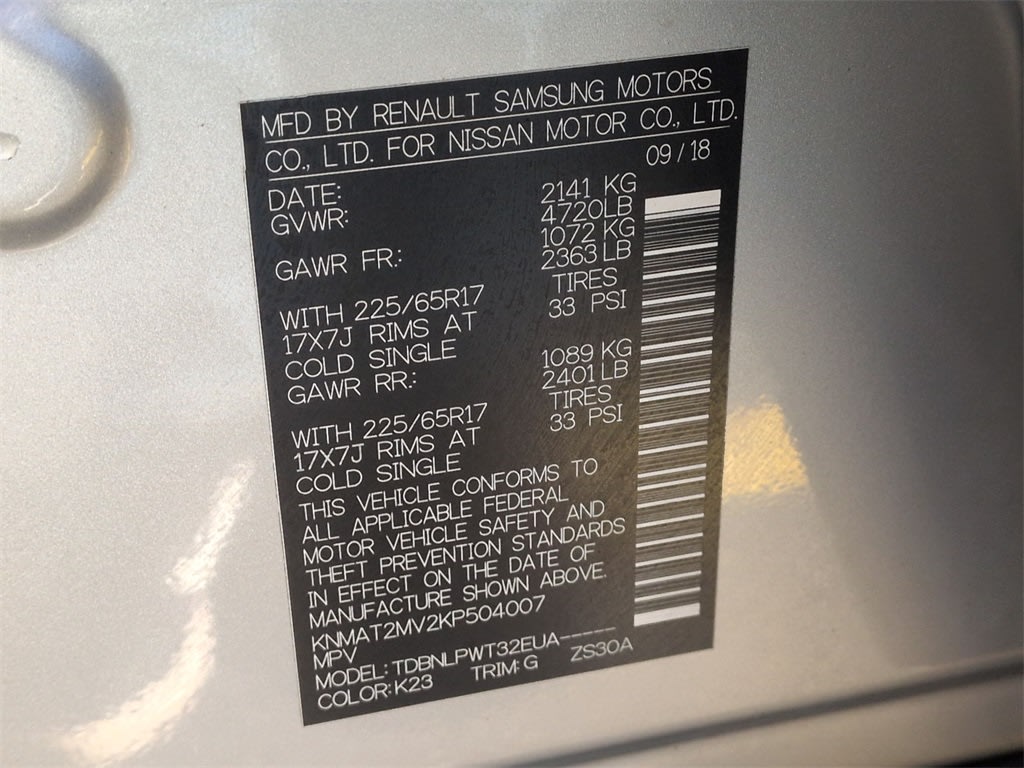 MFD BY RENAULT SAMSUNG MOTORS
CO., LTD. FOR NISSAN MOTOR CO., LTD.
DATE: 09 / 18
GVWR: 2141 KG
4720LB
GAWR FR.: 1072 KG
2363 LB
WITH 225/65R17 TIRES
17X7J RIMS AT 33 PSI
COLD SINGLE
GAWR RR.: 1089 KG
2401 LB
WITH 225/65R17 TIRES
17X7J RIMS AT 33 PSI
COLD SINGLE
THIS VEHICLE CONFORMS TO
ALL APPLICABLE FEDERAL
MOTOR VEHICLE SAFETY AND
THEFT PREVENTION STANDARDS
IN EFFECT ON THE DATE OF
MANUFACTURE SHOWN ABOVE.
KNMAT2MV2KP504007
MPV
MODEL: TDBNLPWT32EUA-----
COLOR: K23 TRIM: G ZS30A